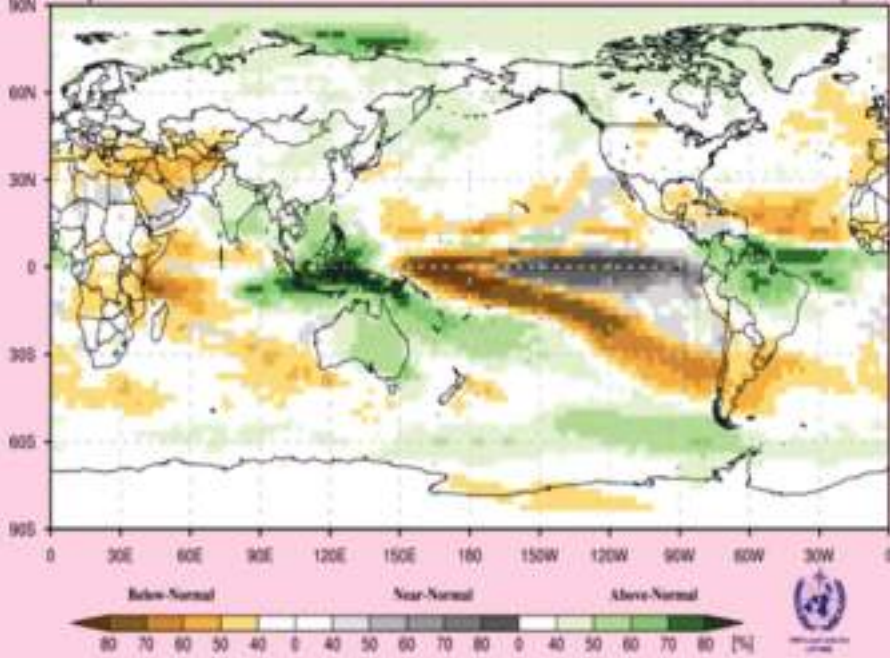 90N
60N
30N
0
30S
60S
90S
0 30E 60E 90E 120E 150E 180 150W 120W 90W 60W 30W
Below-Normal Near-Normal Above-Normal
80 70 60 50 40 0 40 50 60 70 80 0 40 50 60 70 80 [%]